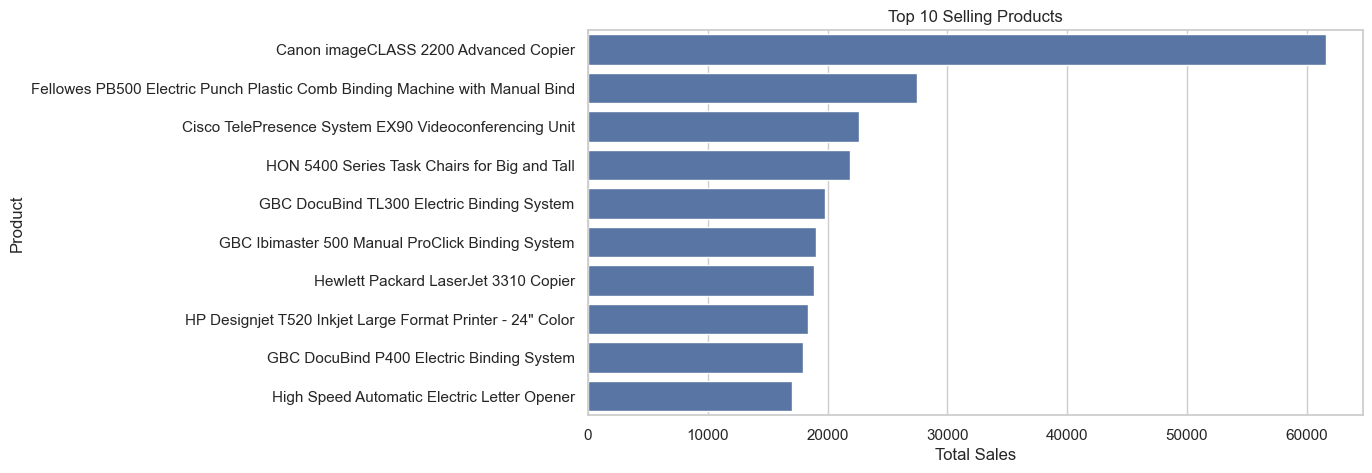 Top 10 Selling Products
Product
Canon imageCLASS 2200 Advanced Copier
Fellowes PB500 Electric Punch Plastic Comb Binding Machine with Manual Bind
Cisco TelePresence System EX90 Videoconferencing Unit
HON 5400 Series Task Chairs for Big and Tall
GBC DocuBind TL300 Electric Binding System
GBC Ibimaster 500 Manual ProClick Binding System
Hewlett Packard LaserJet 3310 Copier
HP Designjet T520 Inkjet Large Format Printer - 24" Color
GBC DocuBind P400 Electric Binding System
High Speed Automatic Electric Letter Opener
0 10000 20000 30000 40000 50000 60000
Total Sales